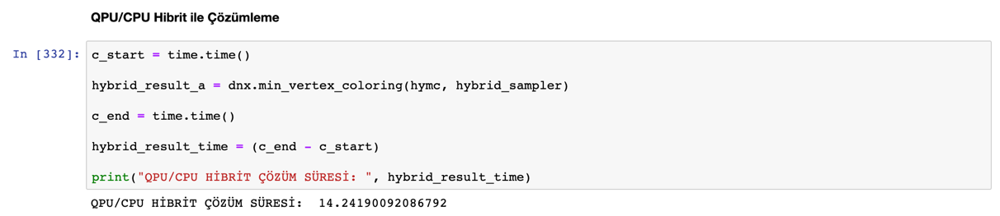 QPU/CPU Hibrit ile Çözümleme
In [332]: c_start = time.time()
hybrid_result_a = dnx.min_vertex_coloring(hymc, hybrid_sampler)
c_end = time.time()
hybrid_result_time = (c_end - c_start)
print("QPU/CPU HİBRİT ÇÖZÜM SÜRESİ: ", hybrid_result_time)
QPU/CPU HİBRİT ÇÖZÜM SÜRESİ:  14.24190092086792